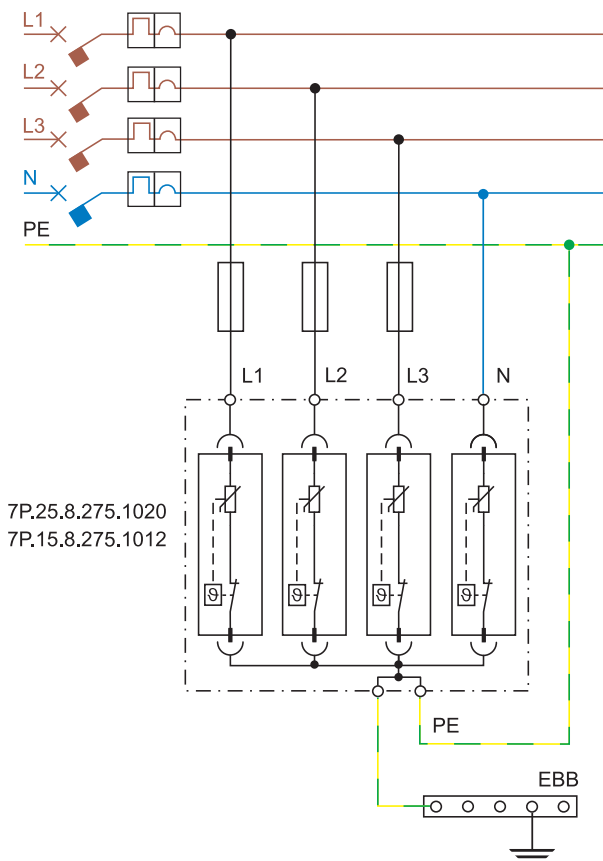 L1
L2
L3
N
PE
L1 L2 L3 N
7P.25.8.275.1020
7P.15.8.275.1012
ϑ ϑ ϑ ϑ
PE
EBB